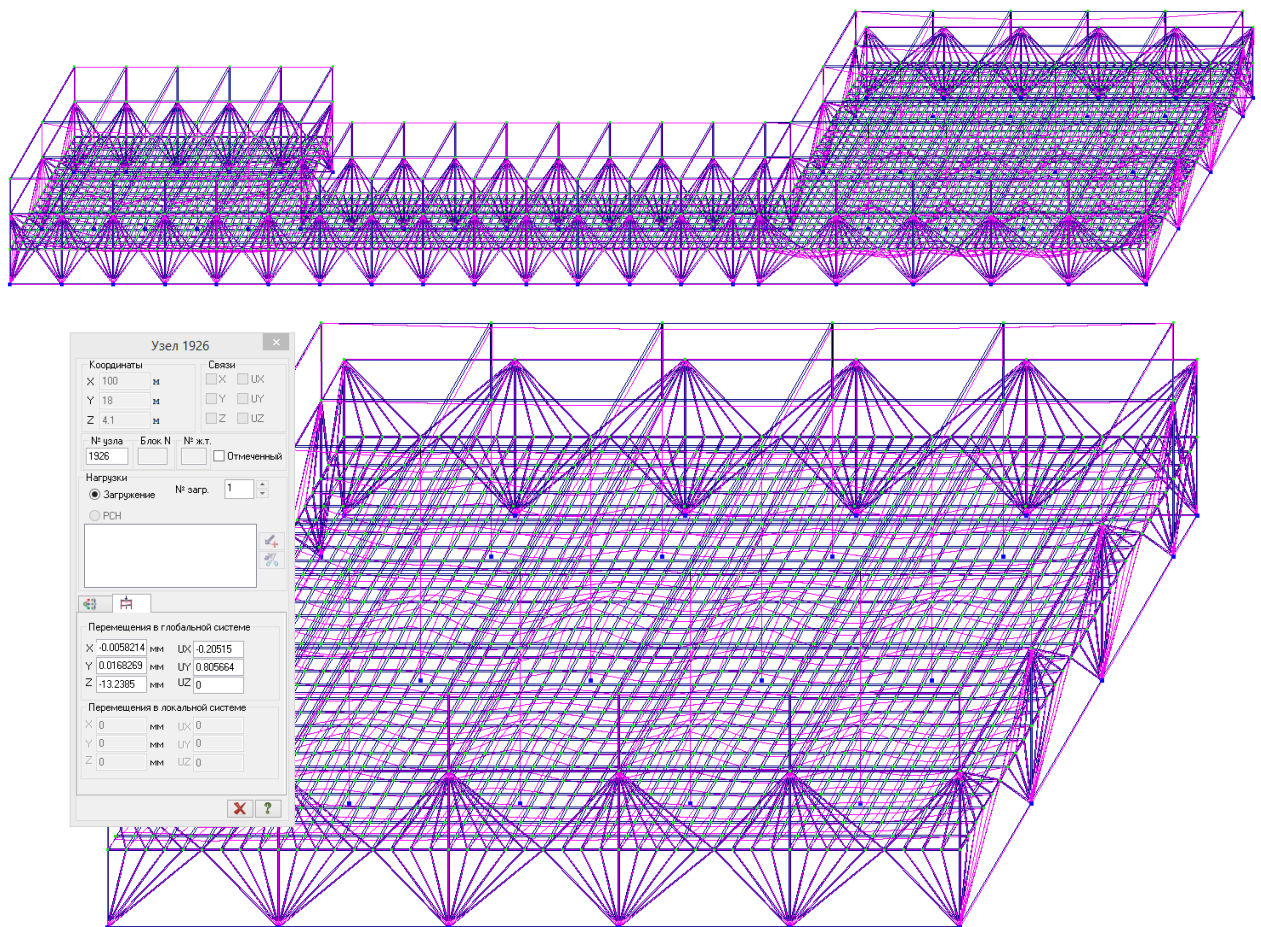 Узел 1926
Координаты
Связи
X 100 м
X UX
Y 18 м
Y UY
Z 4.1 м
Z UZ
№ узла Блок N № ж.т.
1926 Отмеченный
Нагрузки
Загружение № загр. 1
РСН
Перемещения в глобальной системе
X -0.0058214 мм UX -0.20515
Y 0.0168269 мм UY 0.805664
Z -13.2385 мм UZ 0
Перемещения в локальной системе
X 0 мм UX 0
Y 0 мм UY 0
Z 0 мм UZ 0
?